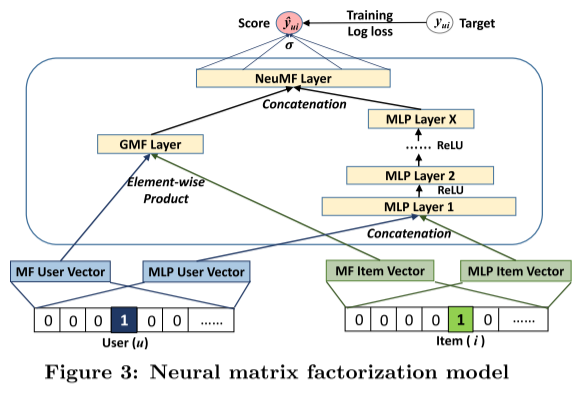 Score ŷui Training yui Target
Log loss
σ
NeuMF Layer
Concatenation
MLP Layer X
GMF Layer
...... ReLU
Element-wise
Product
MLP Layer 2
ReLU
MLP Layer 1
Concatenation
MF User Vector MLP User Vector MF Item Vector MLP Item Vector
0 0 0 1 0 0 ...... 0 0 0 0 1 0 ......
User (u) Item ( i )
Figure 3: Neural matrix factorization model